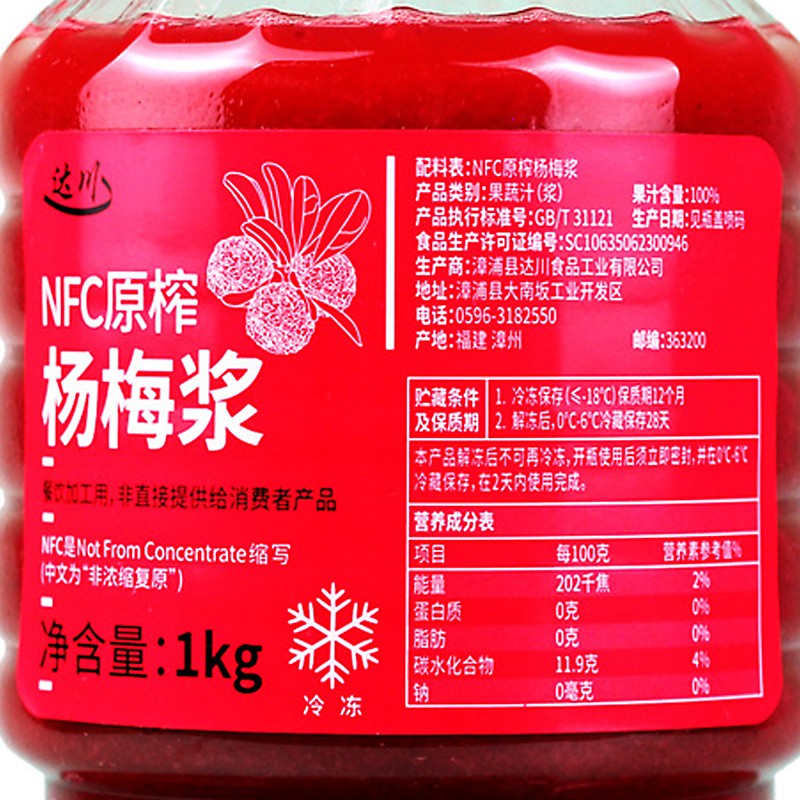 达川
NFC原榨
杨梅浆
餐饮加工用,非直接提供给消费者产品
NFC是Not From Concentrate缩写
(中文为“非浓缩复原”)
净含量:1kg
冷 冻
配料表:NFC原榨杨梅浆
产品类别:果蔬汁(浆) 果汁含量:100%
产品执行标准号:GB/T 31121 生产日期:见瓶盖喷码
食品生产许可证编号:SC10635062300946
生产商:漳浦县达川食品工业有限公司
地址:漳浦县大南坂工业开发区
电话:0596-3182550
产地:福建 漳州 邮编:363200
贮藏条件 1. 冷冻保存(≤-18℃)保质期12个月
及保质期 2. 解冻后,0℃-6℃冷藏保存28天
本产品解冻后不可再冷冻,开瓶使用后须立即密封,并在0℃-6℃
冷藏保存,在2天内使用完成。
营养成分表
项目 每100克 营养素参考值%
能量 202千焦 2%
蛋白质 0克 0%
脂肪 0克 0%
碳水化合物 11.9克 4%
钠 0毫克 0%